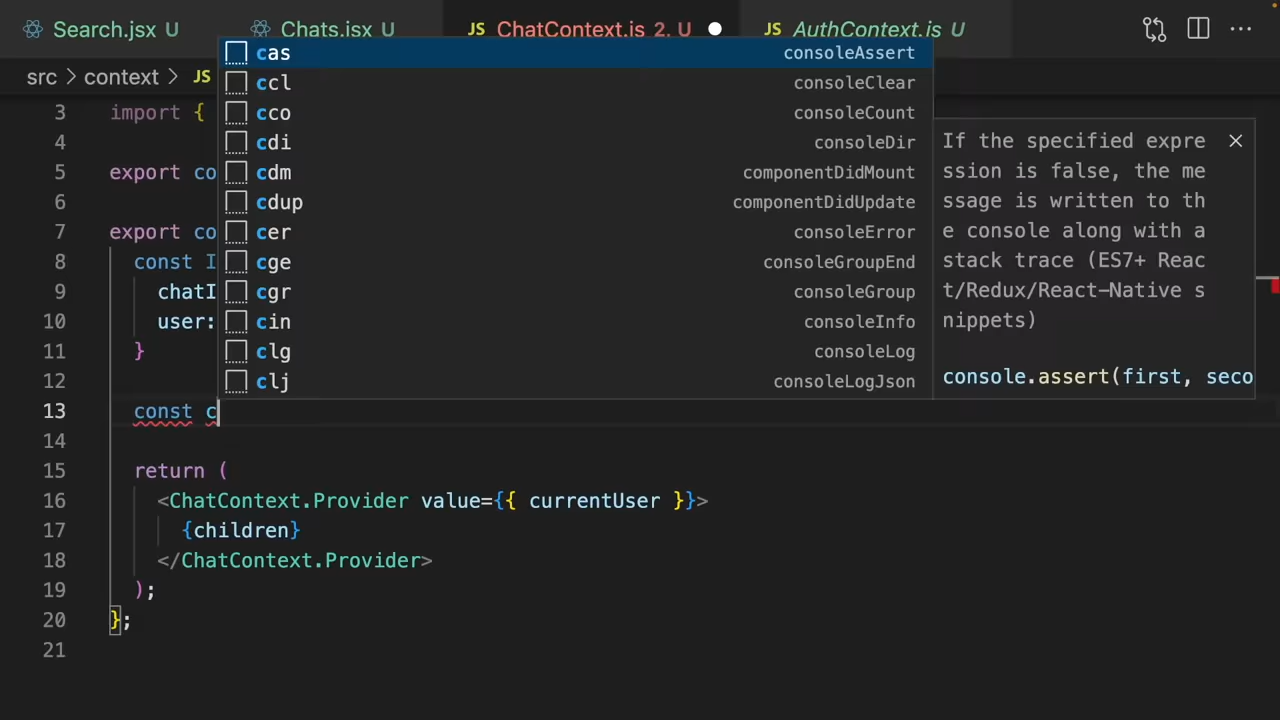 Search.jsx U
Chats.jsx U
JS ChatContext.js 2, U
JS AuthContext.js U
src > context > JS
3 import {
4
5 export co
6
7 export co
8 const I
9 chatI
10 user:
11 }
12
13 const c
14
15 return (
16 <ChatContext.Provider value={{ currentUser }}>
17 {children}
18 </ChatContext.Provider>
19 );
20 };
21
cas consoleAssert
ccl consoleClear
cco consoleCount
cdi consoleDir
cdm componentDidMount
cdup componentDidUpdate
cer consoleError
cge consoleGroupEnd
cgr consoleGroup
cin consoleInfo
clg consoleLog
clj consoleLogJson
If the specified expre
ssion is false, the me
ssage is written to th
e console along with a
stack trace (ES7+ Reac
t/Redux/React-Native s
nippets)
console.assert(first, seco